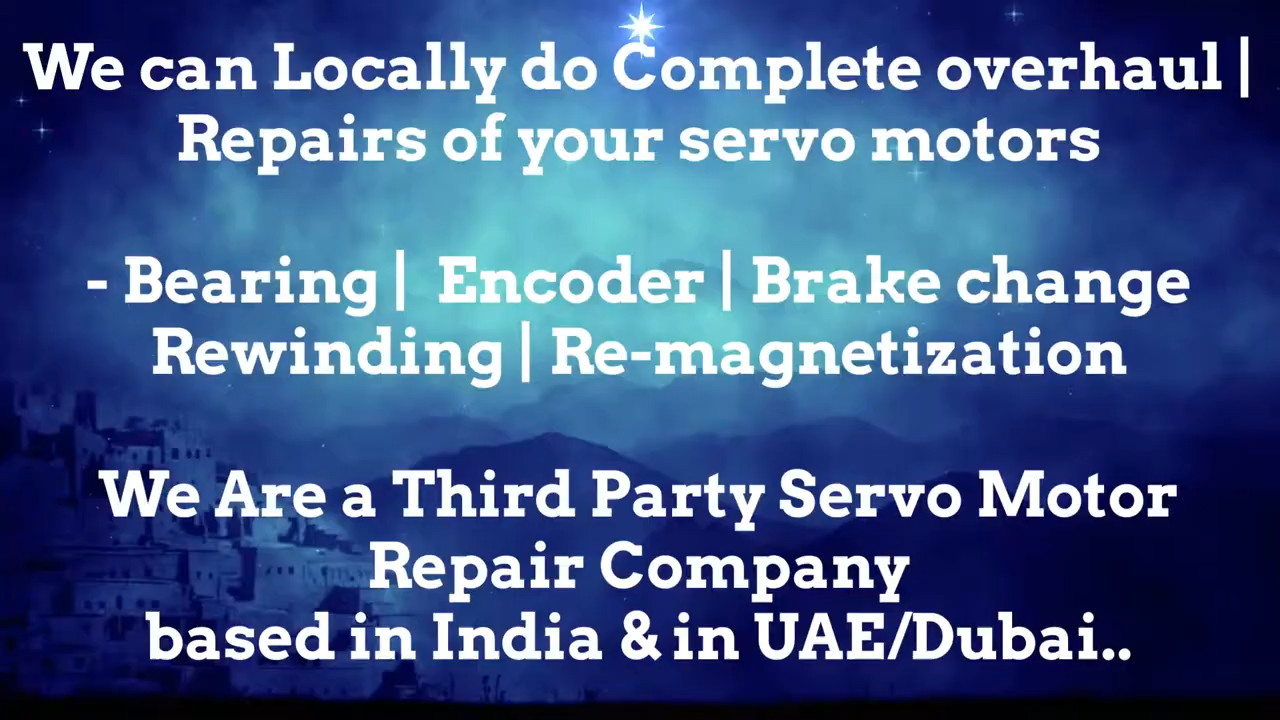 We can Locally do Complete overhaul |
Repairs of your servo motors
- Bearing | Encoder | Brake change
Rewinding | Re-magnetization
We Are a Third Party Servo Motor
Repair Company
based in India & in UAE/Dubai..